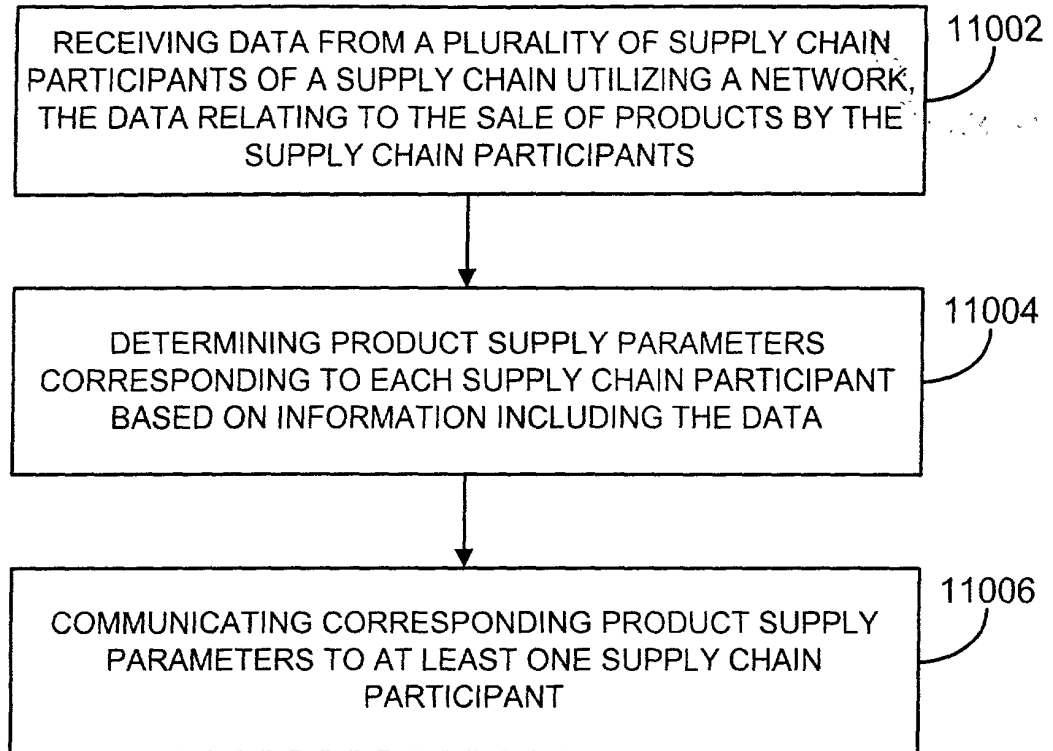 RECEIVING DATA FROM A PLURALITY OF SUPPLY CHAIN
PARTICIPANTS OF A SUPPLY CHAIN UTILIZING A NETWORK,
THE DATA RELATING TO THE SALE OF PRODUCTS BY THE
SUPPLY CHAIN PARTICIPANTS
11002
DETERMINING PRODUCT SUPPLY PARAMETERS
CORRESPONDING TO EACH SUPPLY CHAIN PARTICIPANT
BASED ON INFORMATION INCLUDING THE DATA
11004
COMMUNICATING CORRESPONDING PRODUCT SUPPLY
PARAMETERS TO AT LEAST ONE SUPPLY CHAIN
PARTICIPANT
11006